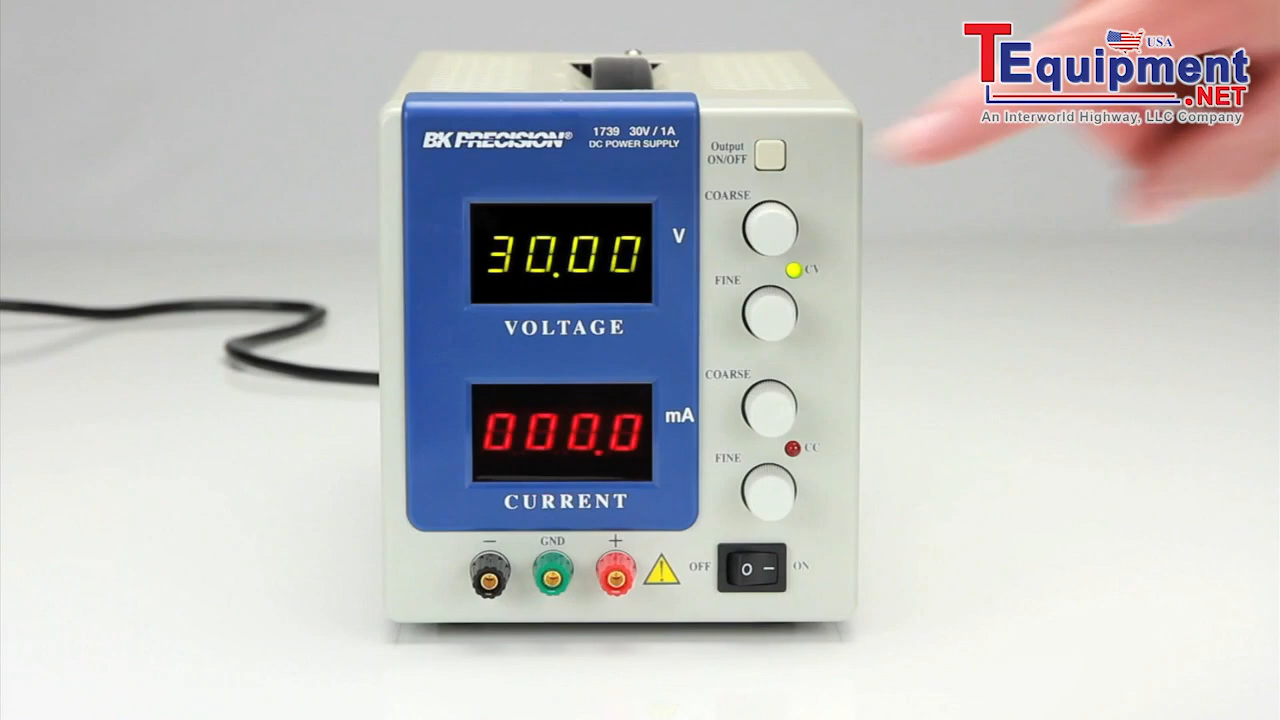 TEquipment
USA
.NET
An Interworld Highway, LLC Company
BK PRECISION®
1739 30V/1A
DC POWER SUPPLY
Output
ON/OFF
COARSE
30.00
V
CV
FINE
VOLTAGE
COARSE
000.0
mA
CC
FINE
CURRENT
− GND +
OFF
O −
ON